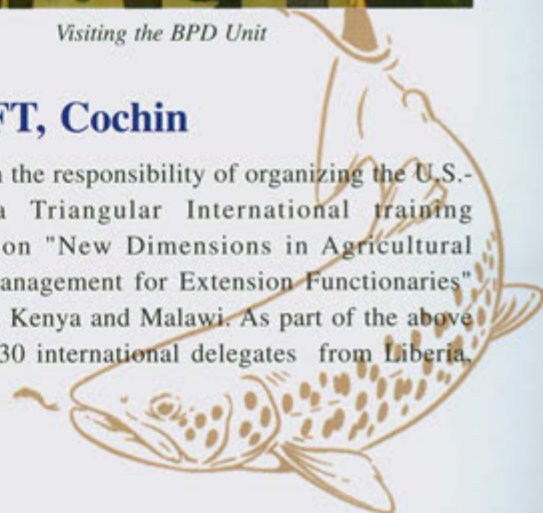 Visiting the BPD Unit
FT, Cochin
the responsibility of organizing the U.S.-
a Triangular International training
on "New Dimensions in Agricultural
anagement for Extension Functionaries"
Kenya and Malawi. As part of the above
30 international delegates from Liberia,